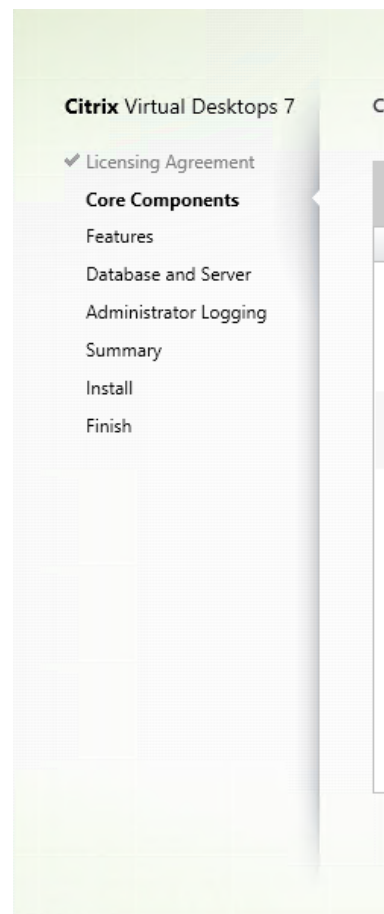 Citrix Virtual Desktops 7
C
✔ Licensing Agreement
Core Components
Features
Database and Server
Administrator Logging
Summary
Install
Finish